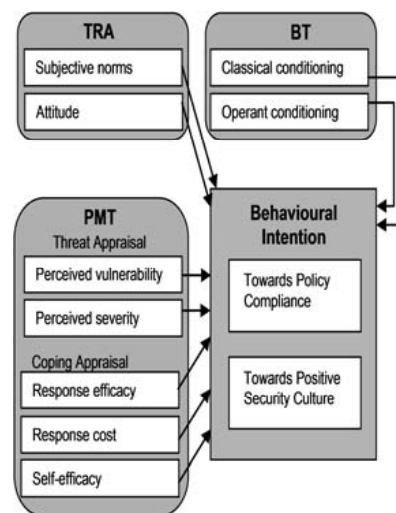 TRA
Subjective norms
Attitude
BT
Classical conditioning
Operant conditioning
PMT
Threat Appraisal
Perceived vulnerability
Perceived severity
Coping Appraisal
Response efficacy
Response cost
Self-efficacy
Behavioural
Intention
Towards Policy
Compliance
Towards Positive
Security Culture